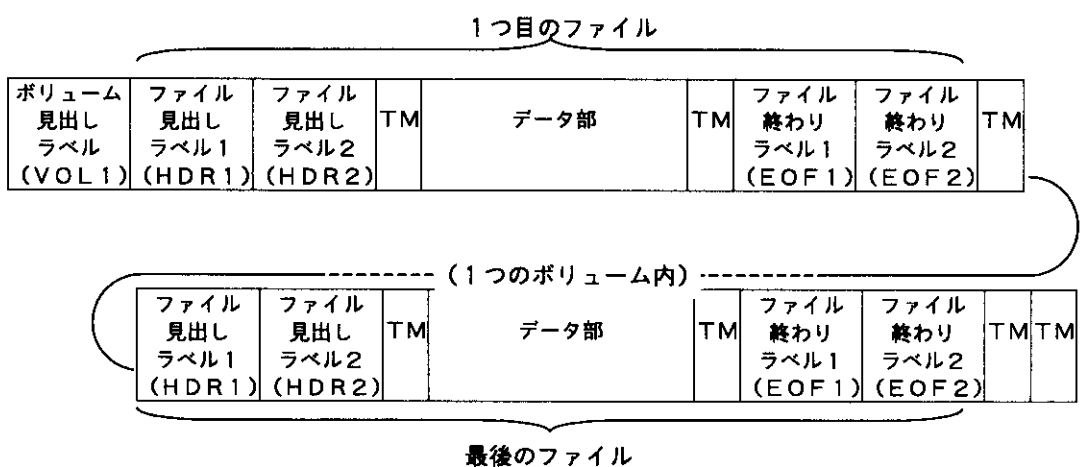 1つ目のファイル
ボリューム
見出し
ラベル
(VOL1)
ファイル
見出し
ラベル1
(HDR1)
ファイル
見出し
ラベル2
(HDR2)
TM
データ部
TM
ファイル
終わり
ラベル1
(EOF1)
ファイル
終わり
ラベル2
(EOF2)
TM
(1つのボリューム内)
ファイル
見出し
ラベル1
(HDR1)
ファイル
見出し
ラベル2
(HDR2)
TM
データ部
TM
ファイル
終わり
ラベル1
(EOF1)
ファイル
終わり
ラベル2
(EOF2)
TM
TM
最後のファイル